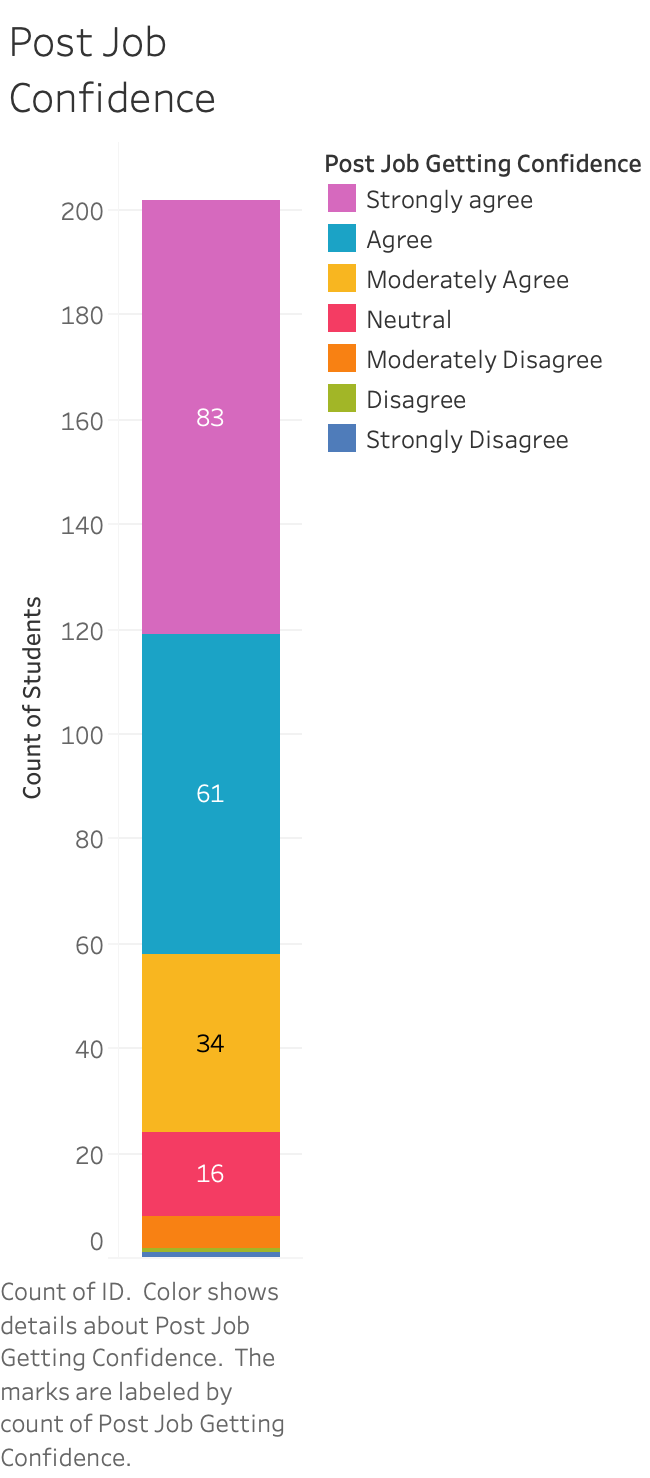 Post Job
Confidence
Post Job Getting Confidence
Strongly agree
Agree
Moderately Agree
Neutral
Moderately Disagree
Disagree
Strongly Disagree
Count of Students
200
180
160
140
120
100
80
60
40
20
0
83
61
34
16
Count of ID.  Color shows
details about Post Job
Getting Confidence.  The
marks are labeled by
count of Post Job Getting
Confidence.